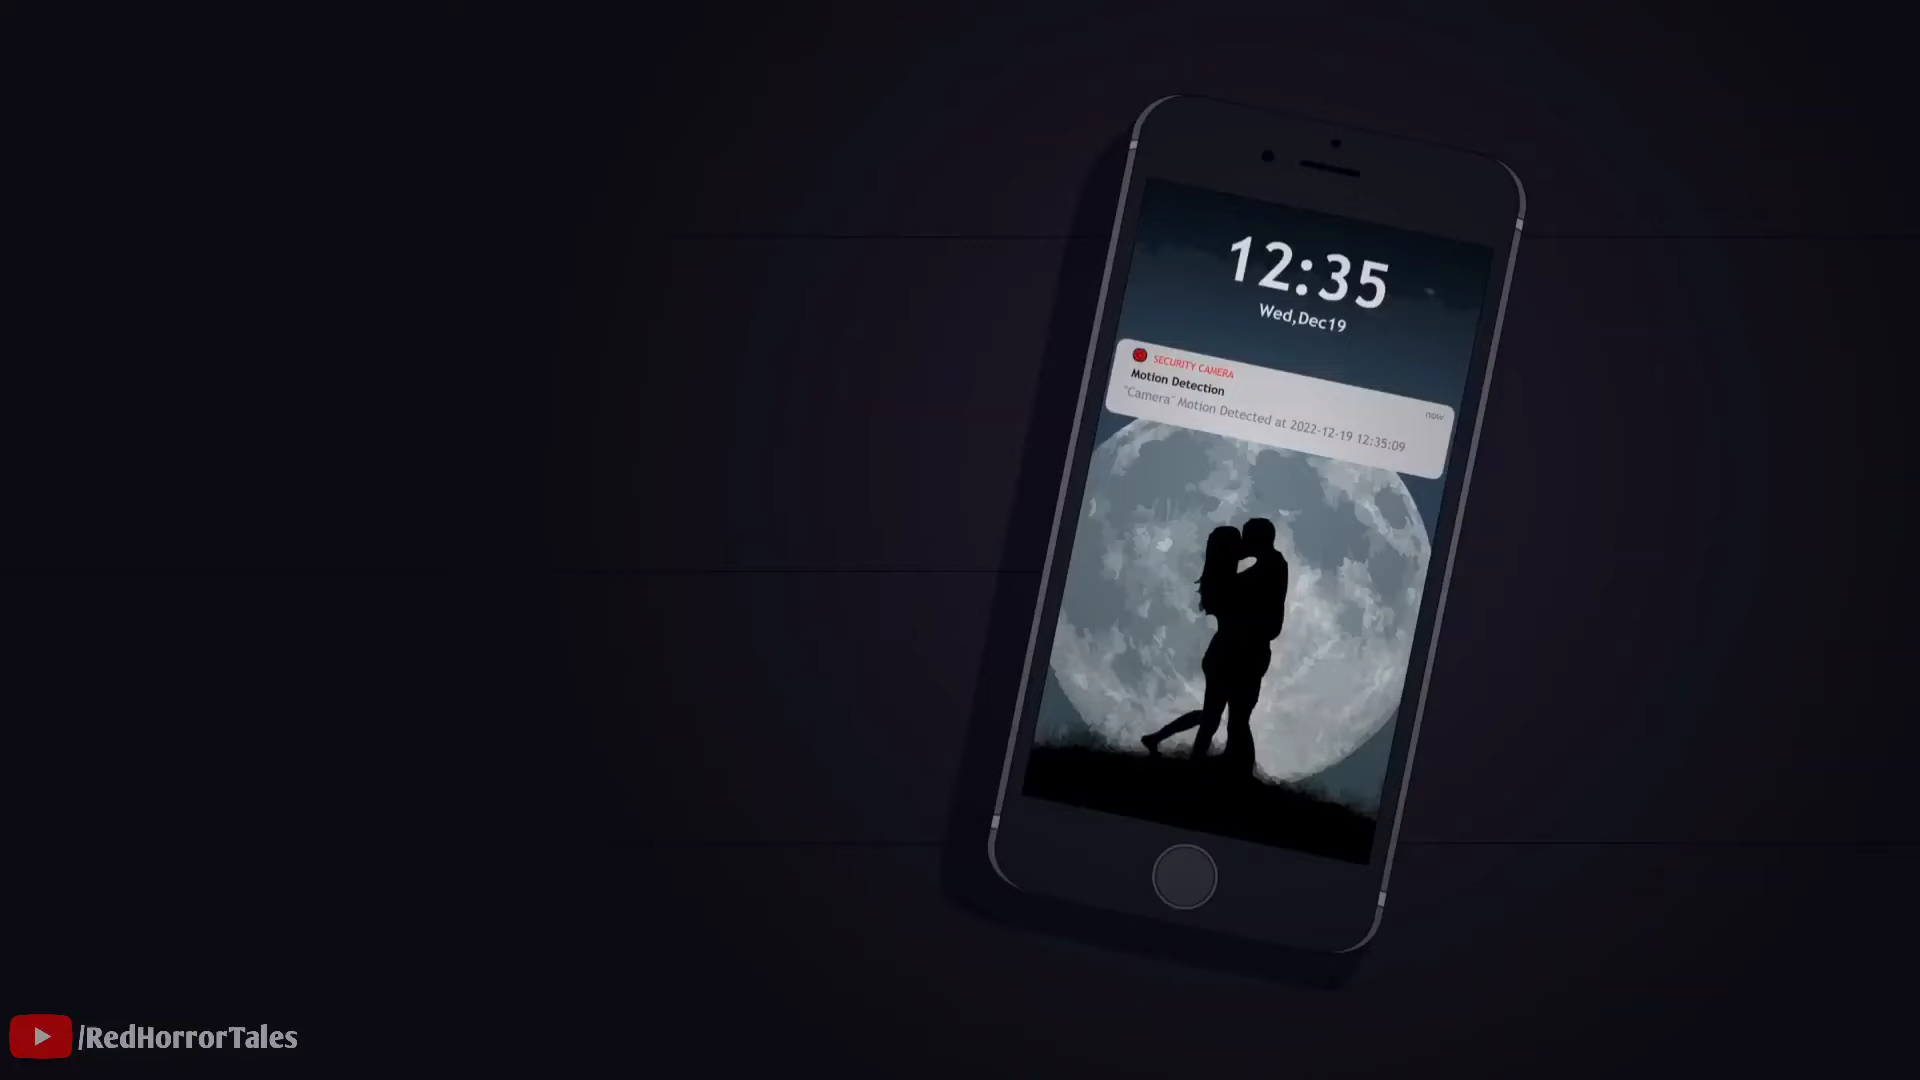 12:35
Wed,Dec19
SECURITY CAMERA
Motion Detection
now
"Camera" Motion Detected at 2022-12-19 12:35:09
/RedHorrorTales